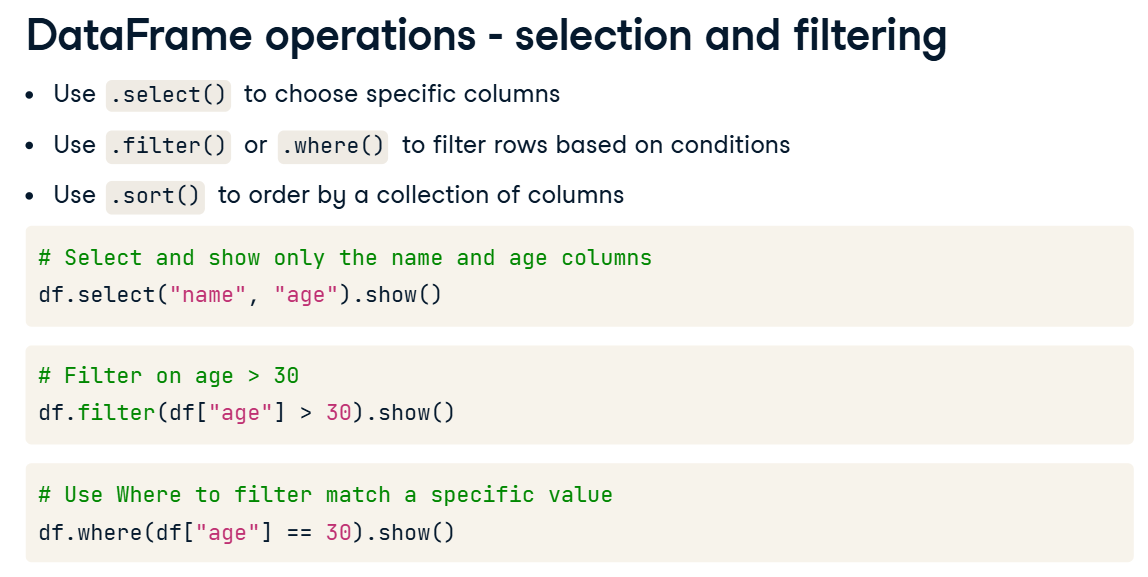 DataFrame operations - selection and filtering
• Use .select() to choose specific columns
• Use .filter() or .where() to filter rows based on conditions
• Use .sort() to order by a collection of columns
# Select and show only the name and age columns
df.select("name", "age").show()
# Filter on age > 30
df.filter(df["age"] > 30).show()
# Use Where to filter match a specific value
df.where(df["age"] == 30).show()